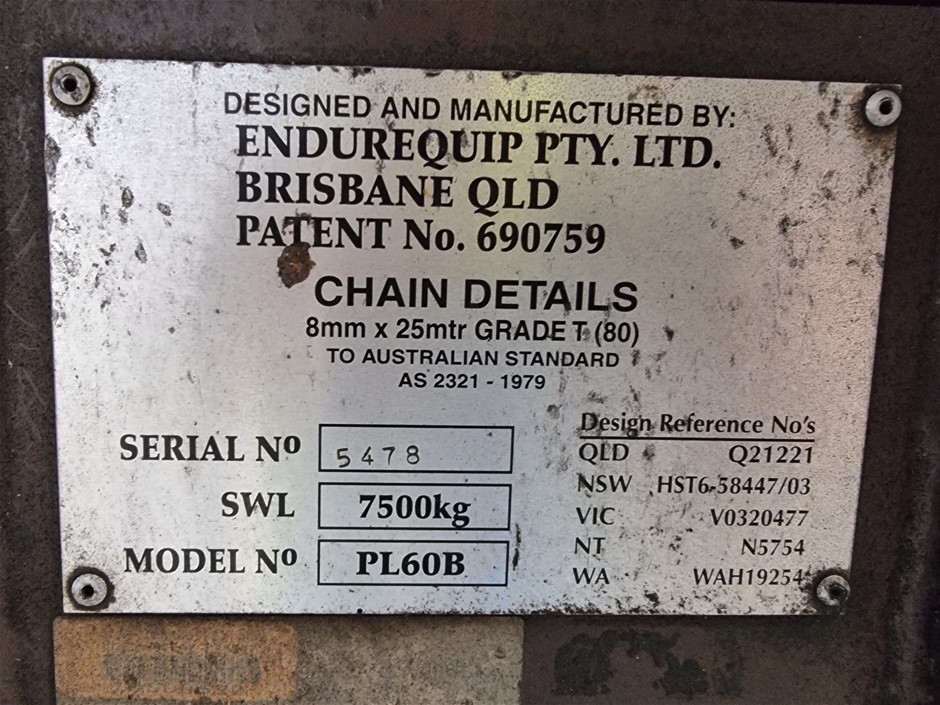 DESIGNED AND MANUFACTURED BY:
ENDUREQUIP PTY. LTD.
BRISBANE QLD
PATENT No. 690759
CHAIN DETAILS
8mm x 25mtr GRADE T (80)
TO AUSTRALIAN STANDARD
AS 2321 - 1979
SERIAL Nº 5478
SWL 7500kg
MODEL Nº PL60B
Design Reference No's
QLD Q21221
NSW HST6-58447/03
VIC V0320477
NT N5754
WA WAH19254